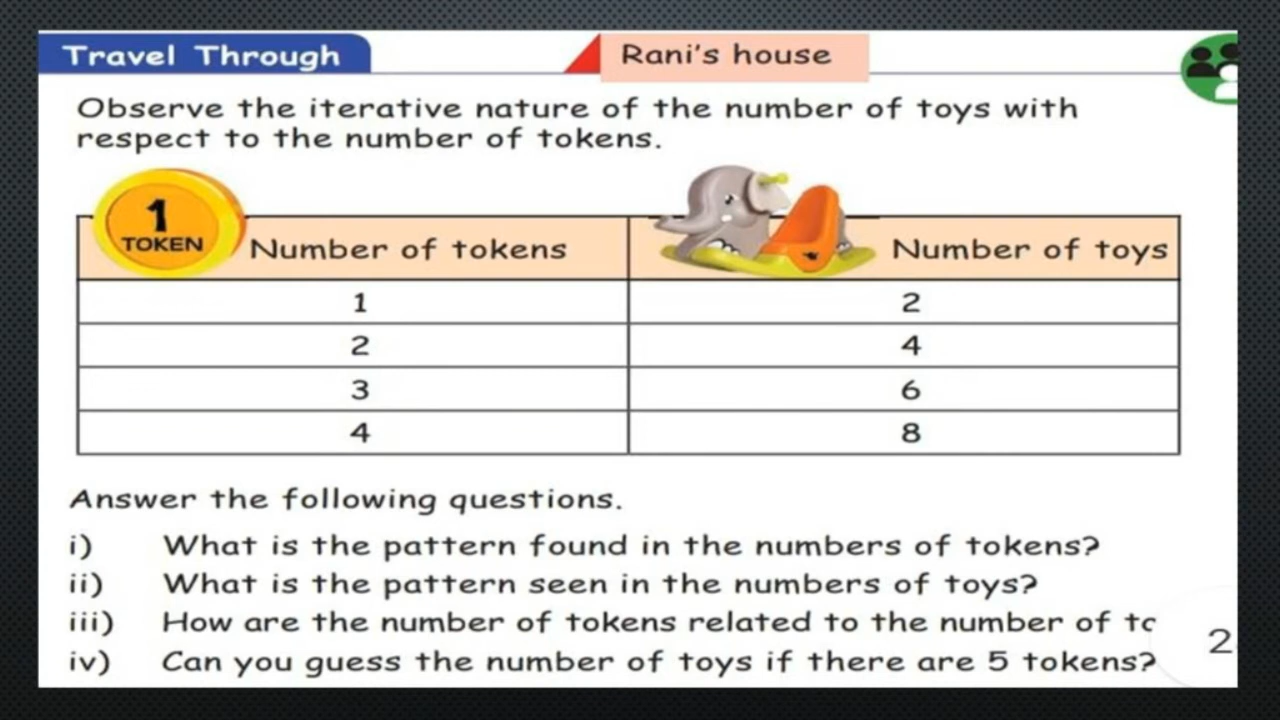 Travel Through
Rani's house
Observe the iterative nature of the number of toys with
respect to the number of tokens.
1
TOKEN
Number of tokens
Number of toys
1 2
2 4
3 6
4 8
Answer the following questions.
i) What is the pattern found in the numbers of tokens?
ii) What is the pattern seen in the numbers of toys?
iii) How are the number of tokens related to the number of
iv) Can you guess the number of toys if there are 5 tokens?
2